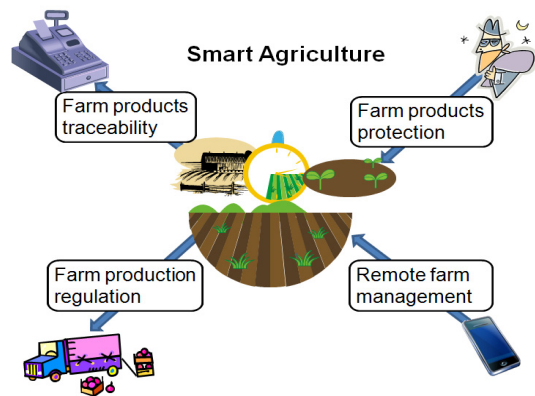 Smart Agriculture
Farm products
traceability
Farm products
protection
Farm production
regulation
Remote farm
management